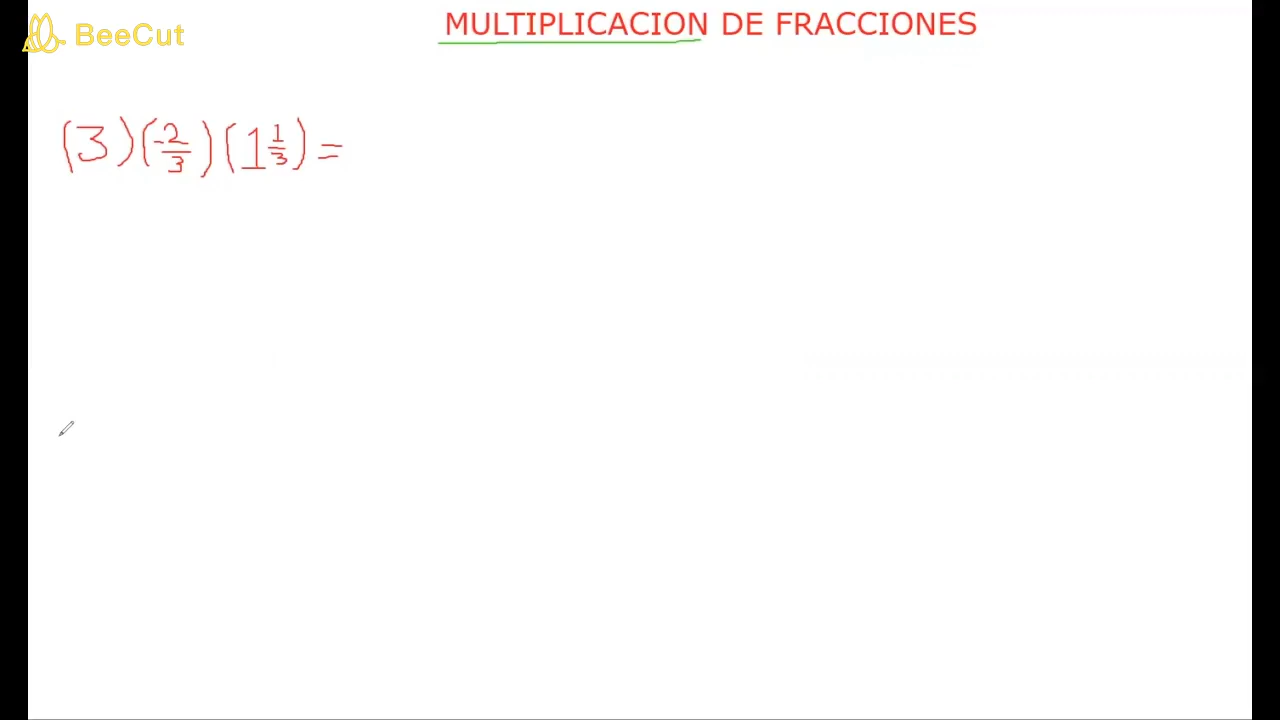 BeeCut
MULTIPLICACION DE FRACCIONES
(3)(-2/3)(1 1/3)=